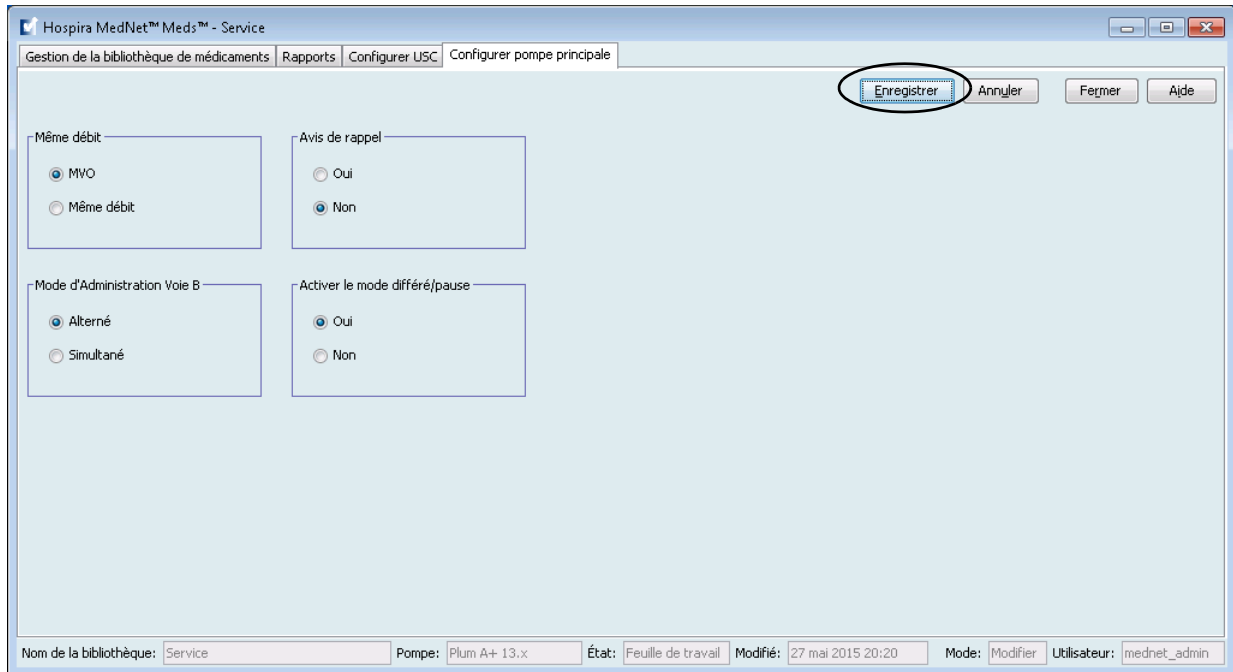 Hospira MedNet™ Meds™ - Service
Gestion de la bibliothèque de médicaments Rapports Configurer USC Configurer pompe principale
Enregistrer Annuler Fermer Aide
Même débit Avis de rappel
MVO Oui
Même débit Non
Mode d'Administration Voie B Activer le mode différé/pause
Alterné Oui
Simultané Non
Nom de la bibliothèque: Service Pompe: Plum A+ 13.x État: Feuille de travail Modifié: 27 mai 2015 20:20 Mode: Modifier Utilisateur: mednet_admin